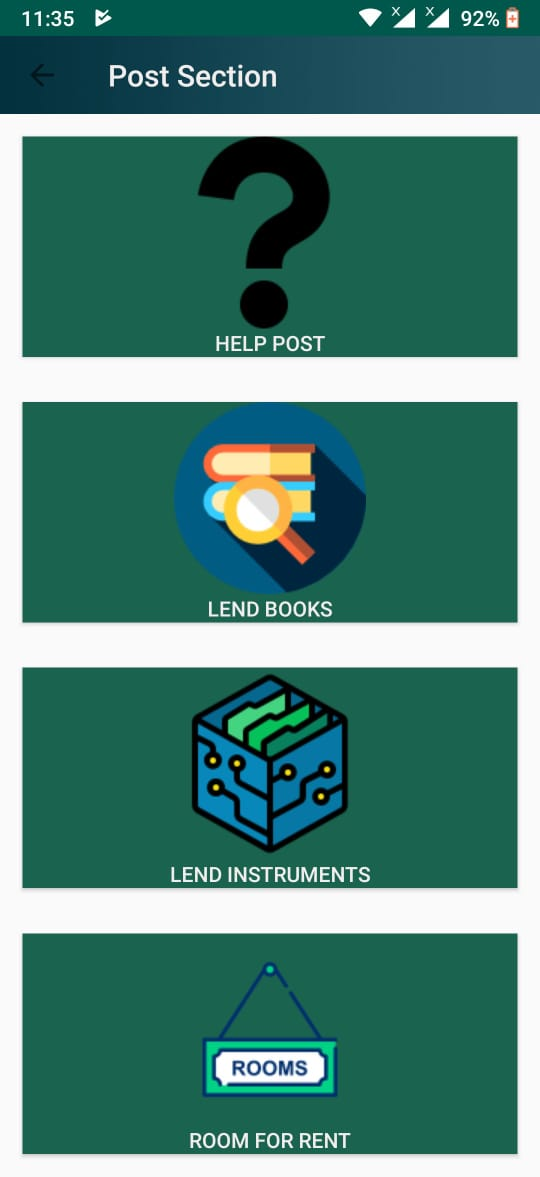 11:35
x
x
92%
Post Section
HELP POST
LEND BOOKS
LEND INSTRUMENTS
ROOMS
ROOM FOR RENT